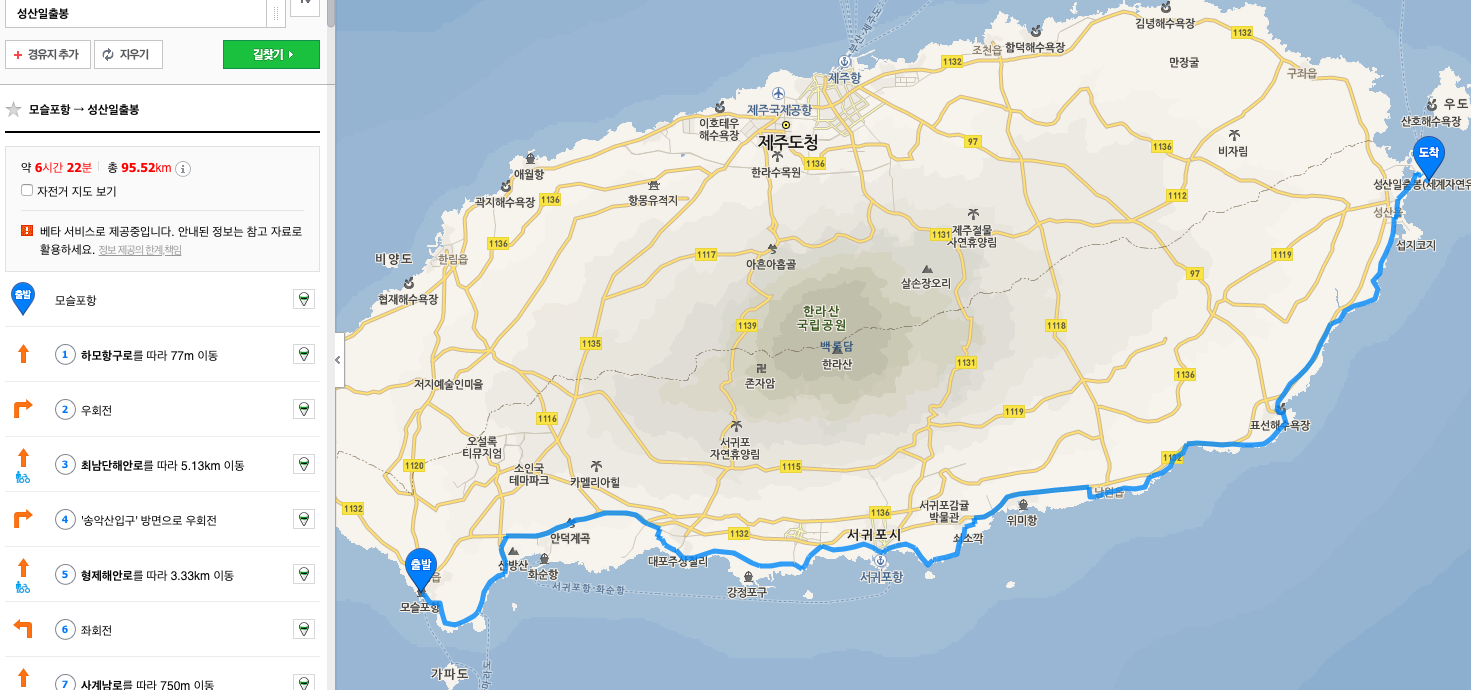 성산일출봉
경유지 추가
지우기
길찾기
모슬포항 → 성산일출봉
약 6시간 22분 총 95.52km
자전거 지도 보기
베타 서비스로 제공중입니다. 안내된 정보는 참고 자료로
활용하세요. 정보 제공의 한계,책임
출발 모슬포항
1 하모항구로를 따라 77m 이동
2 우회전
3 최남단해안로를 따라 5.13km 이동
4 '송악산입구' 방면으로 우회전
5 형제해안로를 따라 3.33km 이동
6 좌회전
7 사계남로를 따라 750m 이동
김녕해수욕장
1132
함덕해수욕장
조천읍
1132
만장굴
구좌읍
부산-제주도
제주항
제주국제공항
이호테우
해수욕장
제주도청
우도
산호해수욕장
도착
97
1136
비자림
1136
한라수목원
애월항
곽지해수욕장
1136
항몽유적지
1112
성산일출봉(세계자연유
성산읍
섭지코지
1136
비양도
한림읍
1117
아흔아홉골
1131
제주절물
자연휴양림
1119
살손장오리
97
협재해수욕장
한라산
국립공원
1139
1118
1135
백록담
한라산
1131
존자암
1136
저지예술인마을
1116
1119
표선해수욕장
오설록
티뮤지엄
서귀포
자연휴양림
1120
소인국
테마파크
카멜리아힐
1115
1132
1132
남원읍
서귀포감귤
박물관
위미항
1136
안덕계곡
1132
서귀포시
쇠소깍
산방산
화순항
대포주상절리
출발
서귀포항
서귀포항-화순항
강정포구
모슬포항
가파도
마라도